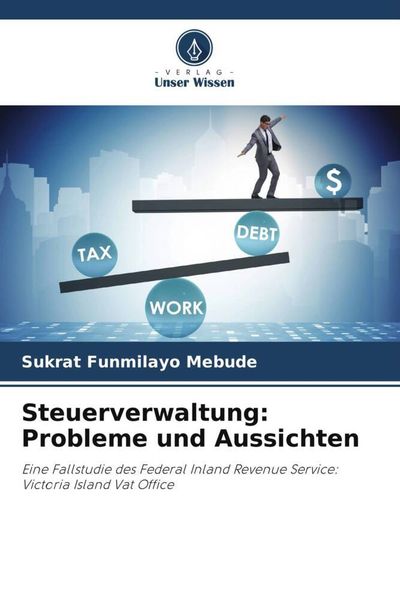 - VERLAG -
Unser Wissen
$
DEBT
TAX
WORK
Sukrat Funmilayo Mebude
Steuerverwaltung:
Probleme und Aussichten
Eine Fallstudie des Federal Inland Revenue Service:
Victoria Island Vat Office